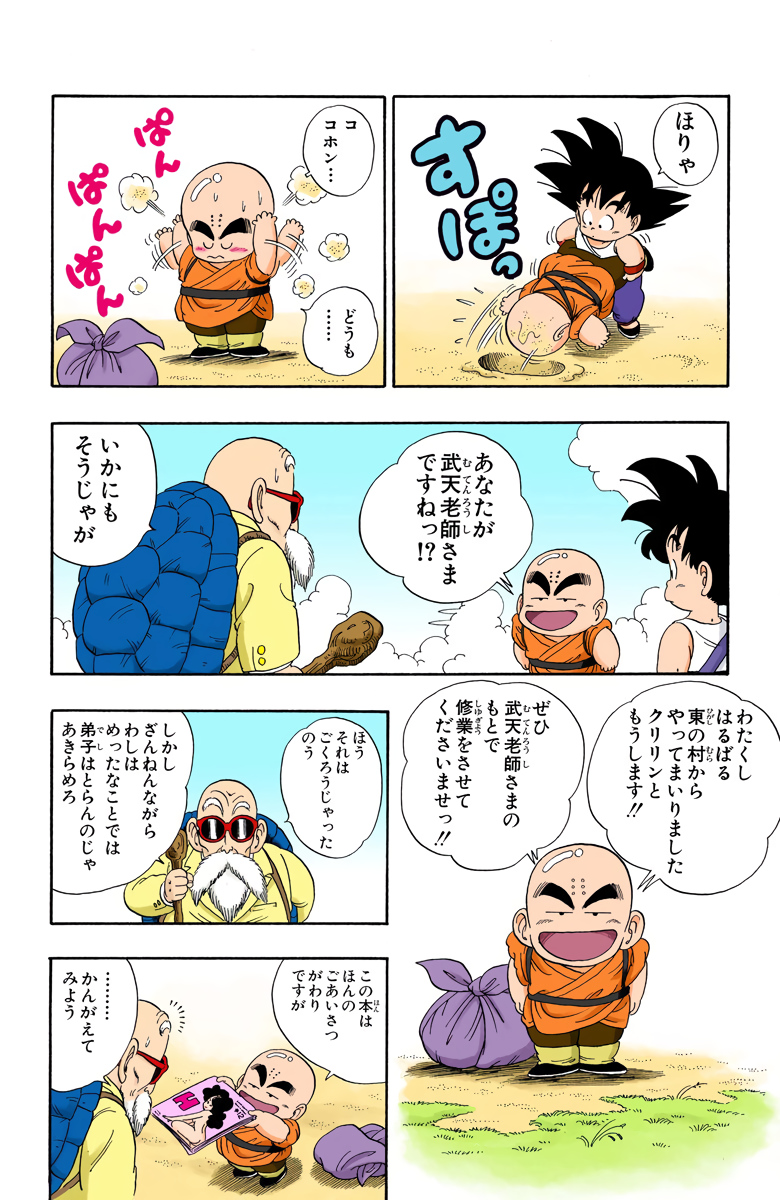 ほりゃ
すぽっ
コ
コホン…
ぱん
ぱん
ぱん
どうも
……
あなたが
武天老師さま
ですねっ!?
いかにも
そうじゃが
わたくし
はるばる
東の村から
やってまいりました
クリリンと
もうします!!
ぜひ
武天老師さまの
もとで
修業をさせて
くださいませっ!!
ほう
それは
ごくろうじゃった
のう
しかし
ざんねんながら
わしは
めったなことでは
弟子はとらんのじゃ
あきらめろ
この本は
ほんの
ごあいさつ
がわり
ですが
H
………
かんがえて
みよう